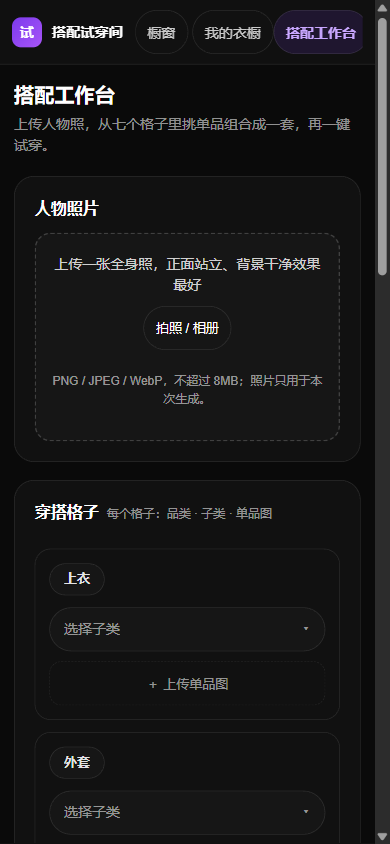 试 搭配试穿间 橱窗 我的衣橱 搭配工作台
搭配工作台
上传人物照，从七个格子里挑单品组合成一套，再一键
试穿。
人物照片
上传一张全身照，正面站立、背景干净效果
最好
拍照 / 相册
PNG / JPEG / WebP，不超过 8MB；照片只用于本
次生成。
穿搭格子 每个格子：品类 · 子类 · 单品图
上衣
选择子类
+ 上传单品图
外套
选择子类